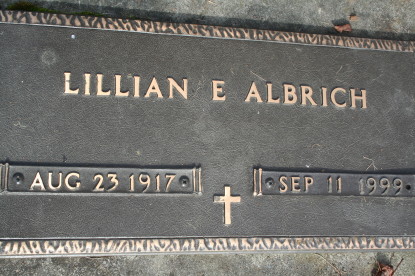 LILLIAN E ALBRICH
AUG 23 1917 SEP 11 1999